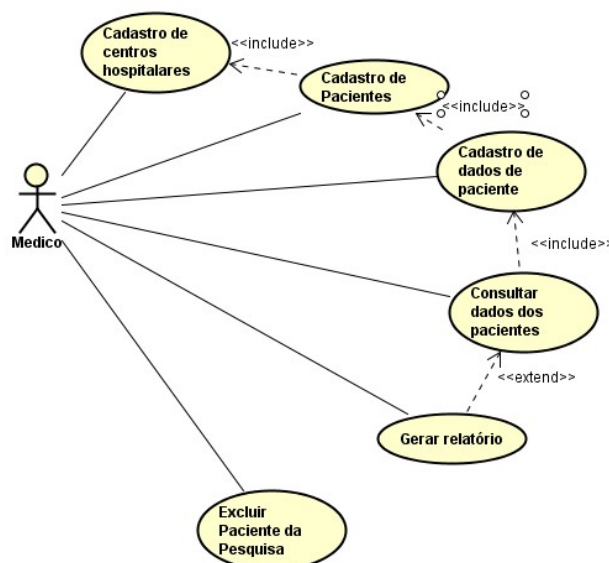 Cadastro de
centros
hospitalares
<<include>>
Cadastro de
Pacientes
<<include>>
Cadastro de
dados de
paciente
Medico
<<include>>
Consultar
dados dos
pacientes
<<extend>>
Gerar relatório
Excluir
Paciente da
Pesquisa